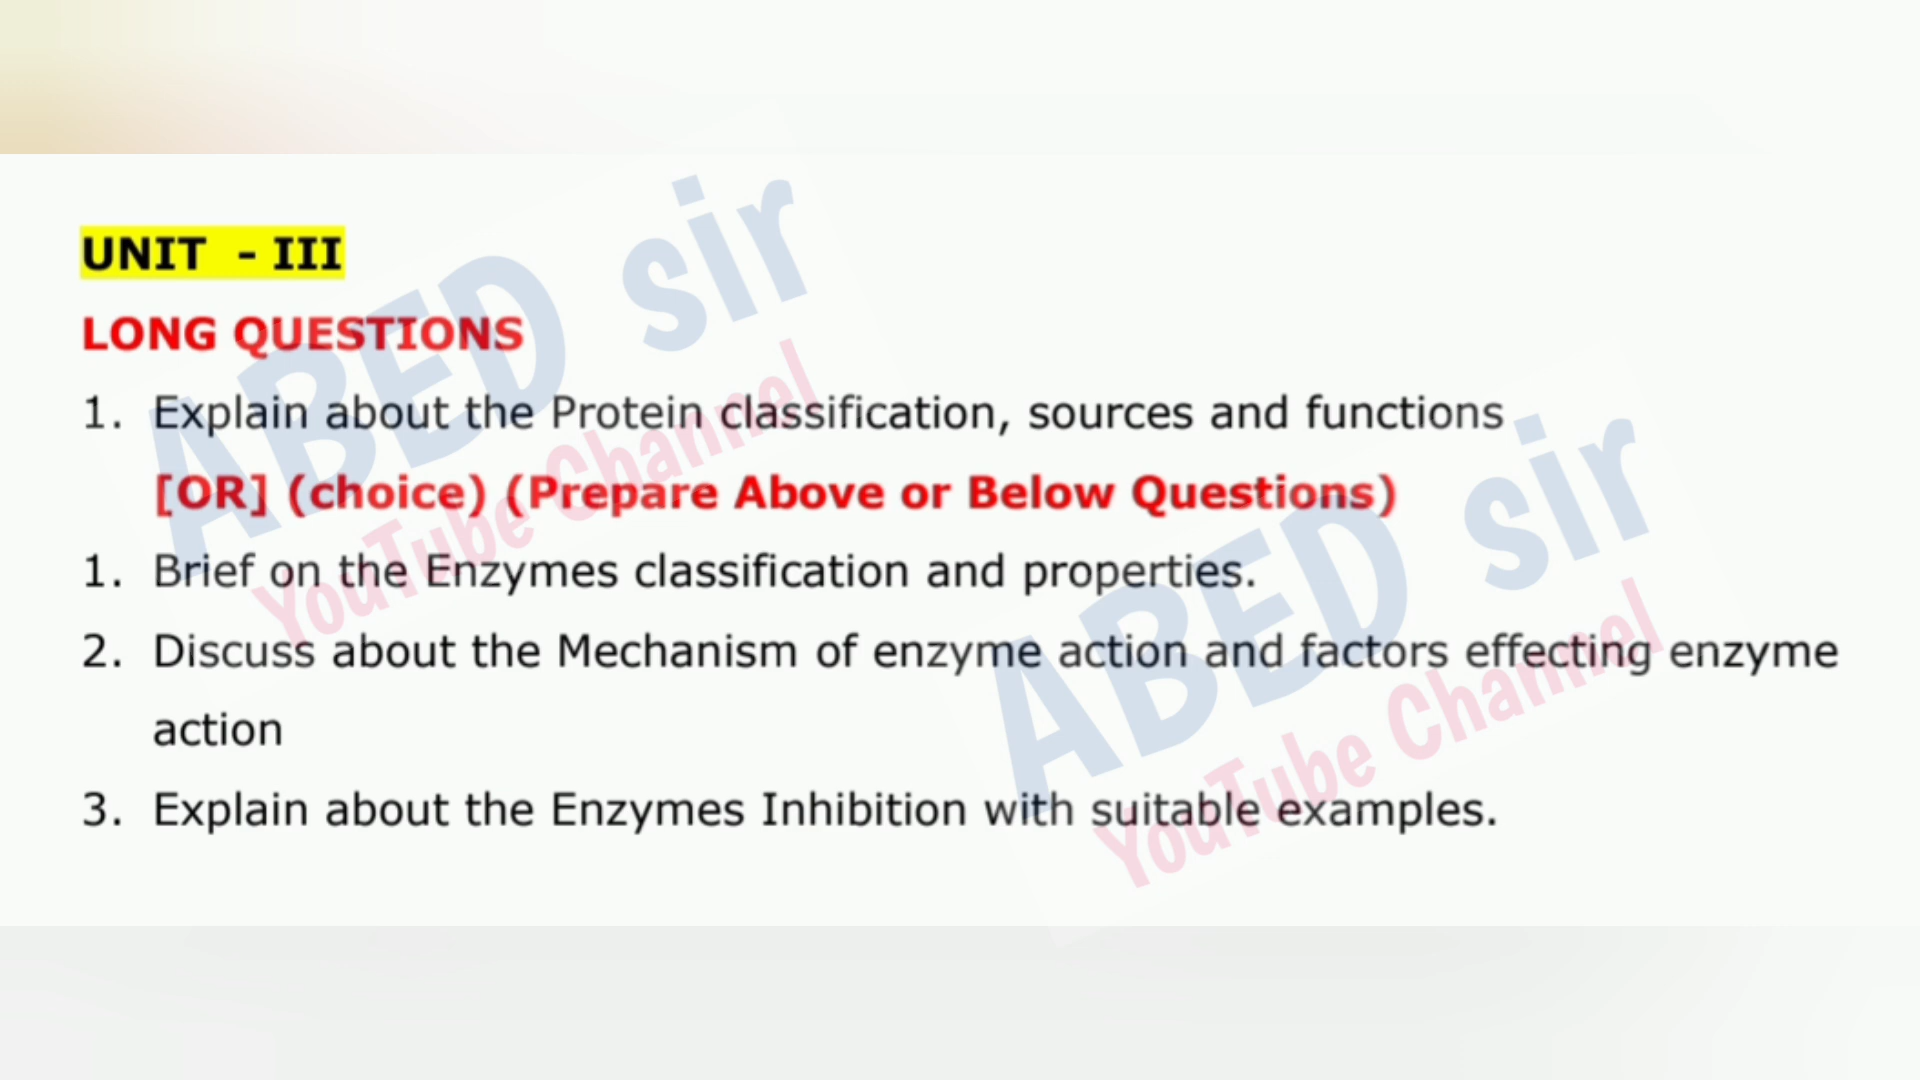 UNIT - III
LONG QUESTIONS
1. Explain about the Protein classification, sources and functions
[OR] (choice) (Prepare Above or Below Questions)
1. Brief on the Enzymes classification and properties.
2. Discuss about the Mechanism of enzyme action and factors effecting enzyme
action
3. Explain about the Enzymes Inhibition with suitable examples.
ABED sir
YouTube Channel
ABED sir
YouTube Channel